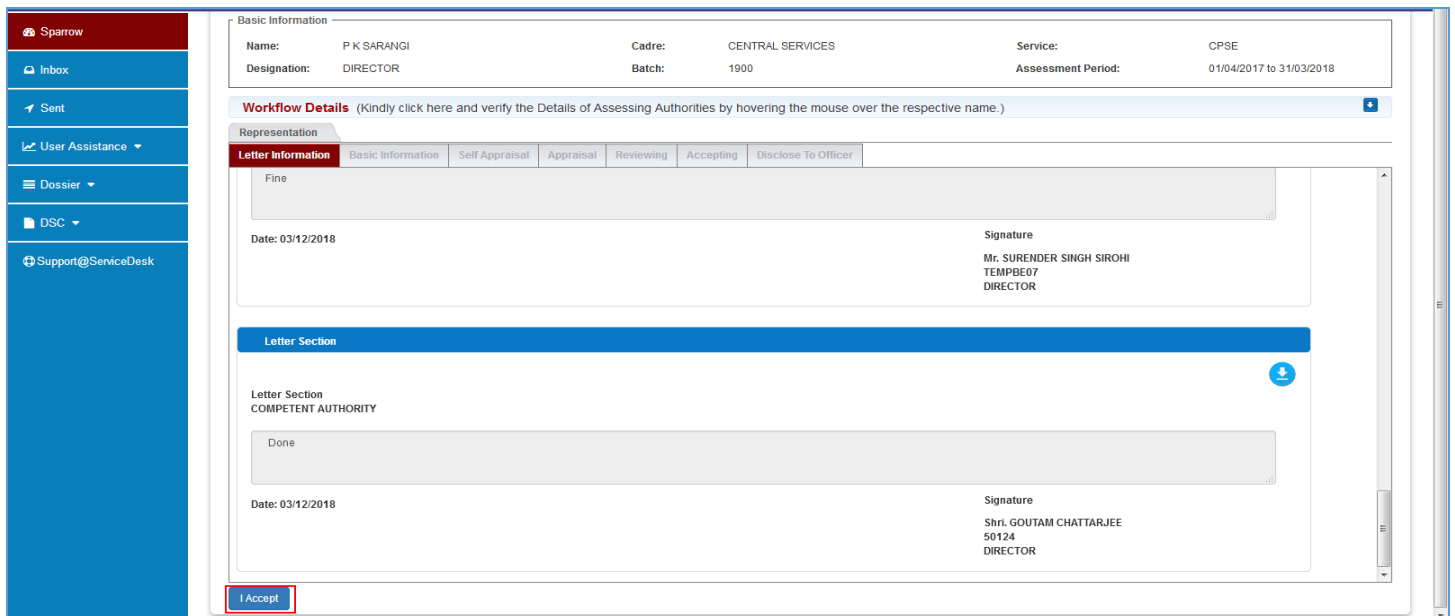 Sparrow
Inbox
Sent
User Assistance
Dossier
DSC
Support@ServiceDesk
Basic Information
Name: P K SARANGI Cadre: CENTRAL SERVICES Service: CPSE
Designation: DIRECTOR Batch: 1900 Assessment Period: 01/04/2017 to 31/03/2018
Workflow Details (Kindly click here and verify the Details of Assessing Authorities by hovering the mouse over the respective name.)
Representation
Letter Information Basic Information Self Appraisal Appraisal Reviewing Accepting Disclose To Officer
Fine
Date: 03/12/2018 Signature
Mr. SURENDER SINGH SIROHI
TEMPBE07
DIRECTOR
Letter Section
Letter Section
COMPETENT AUTHORITY
Done
Date: 03/12/2018 Signature
Shri. GOUTAM CHATTARJEE
50124
DIRECTOR
I Accept